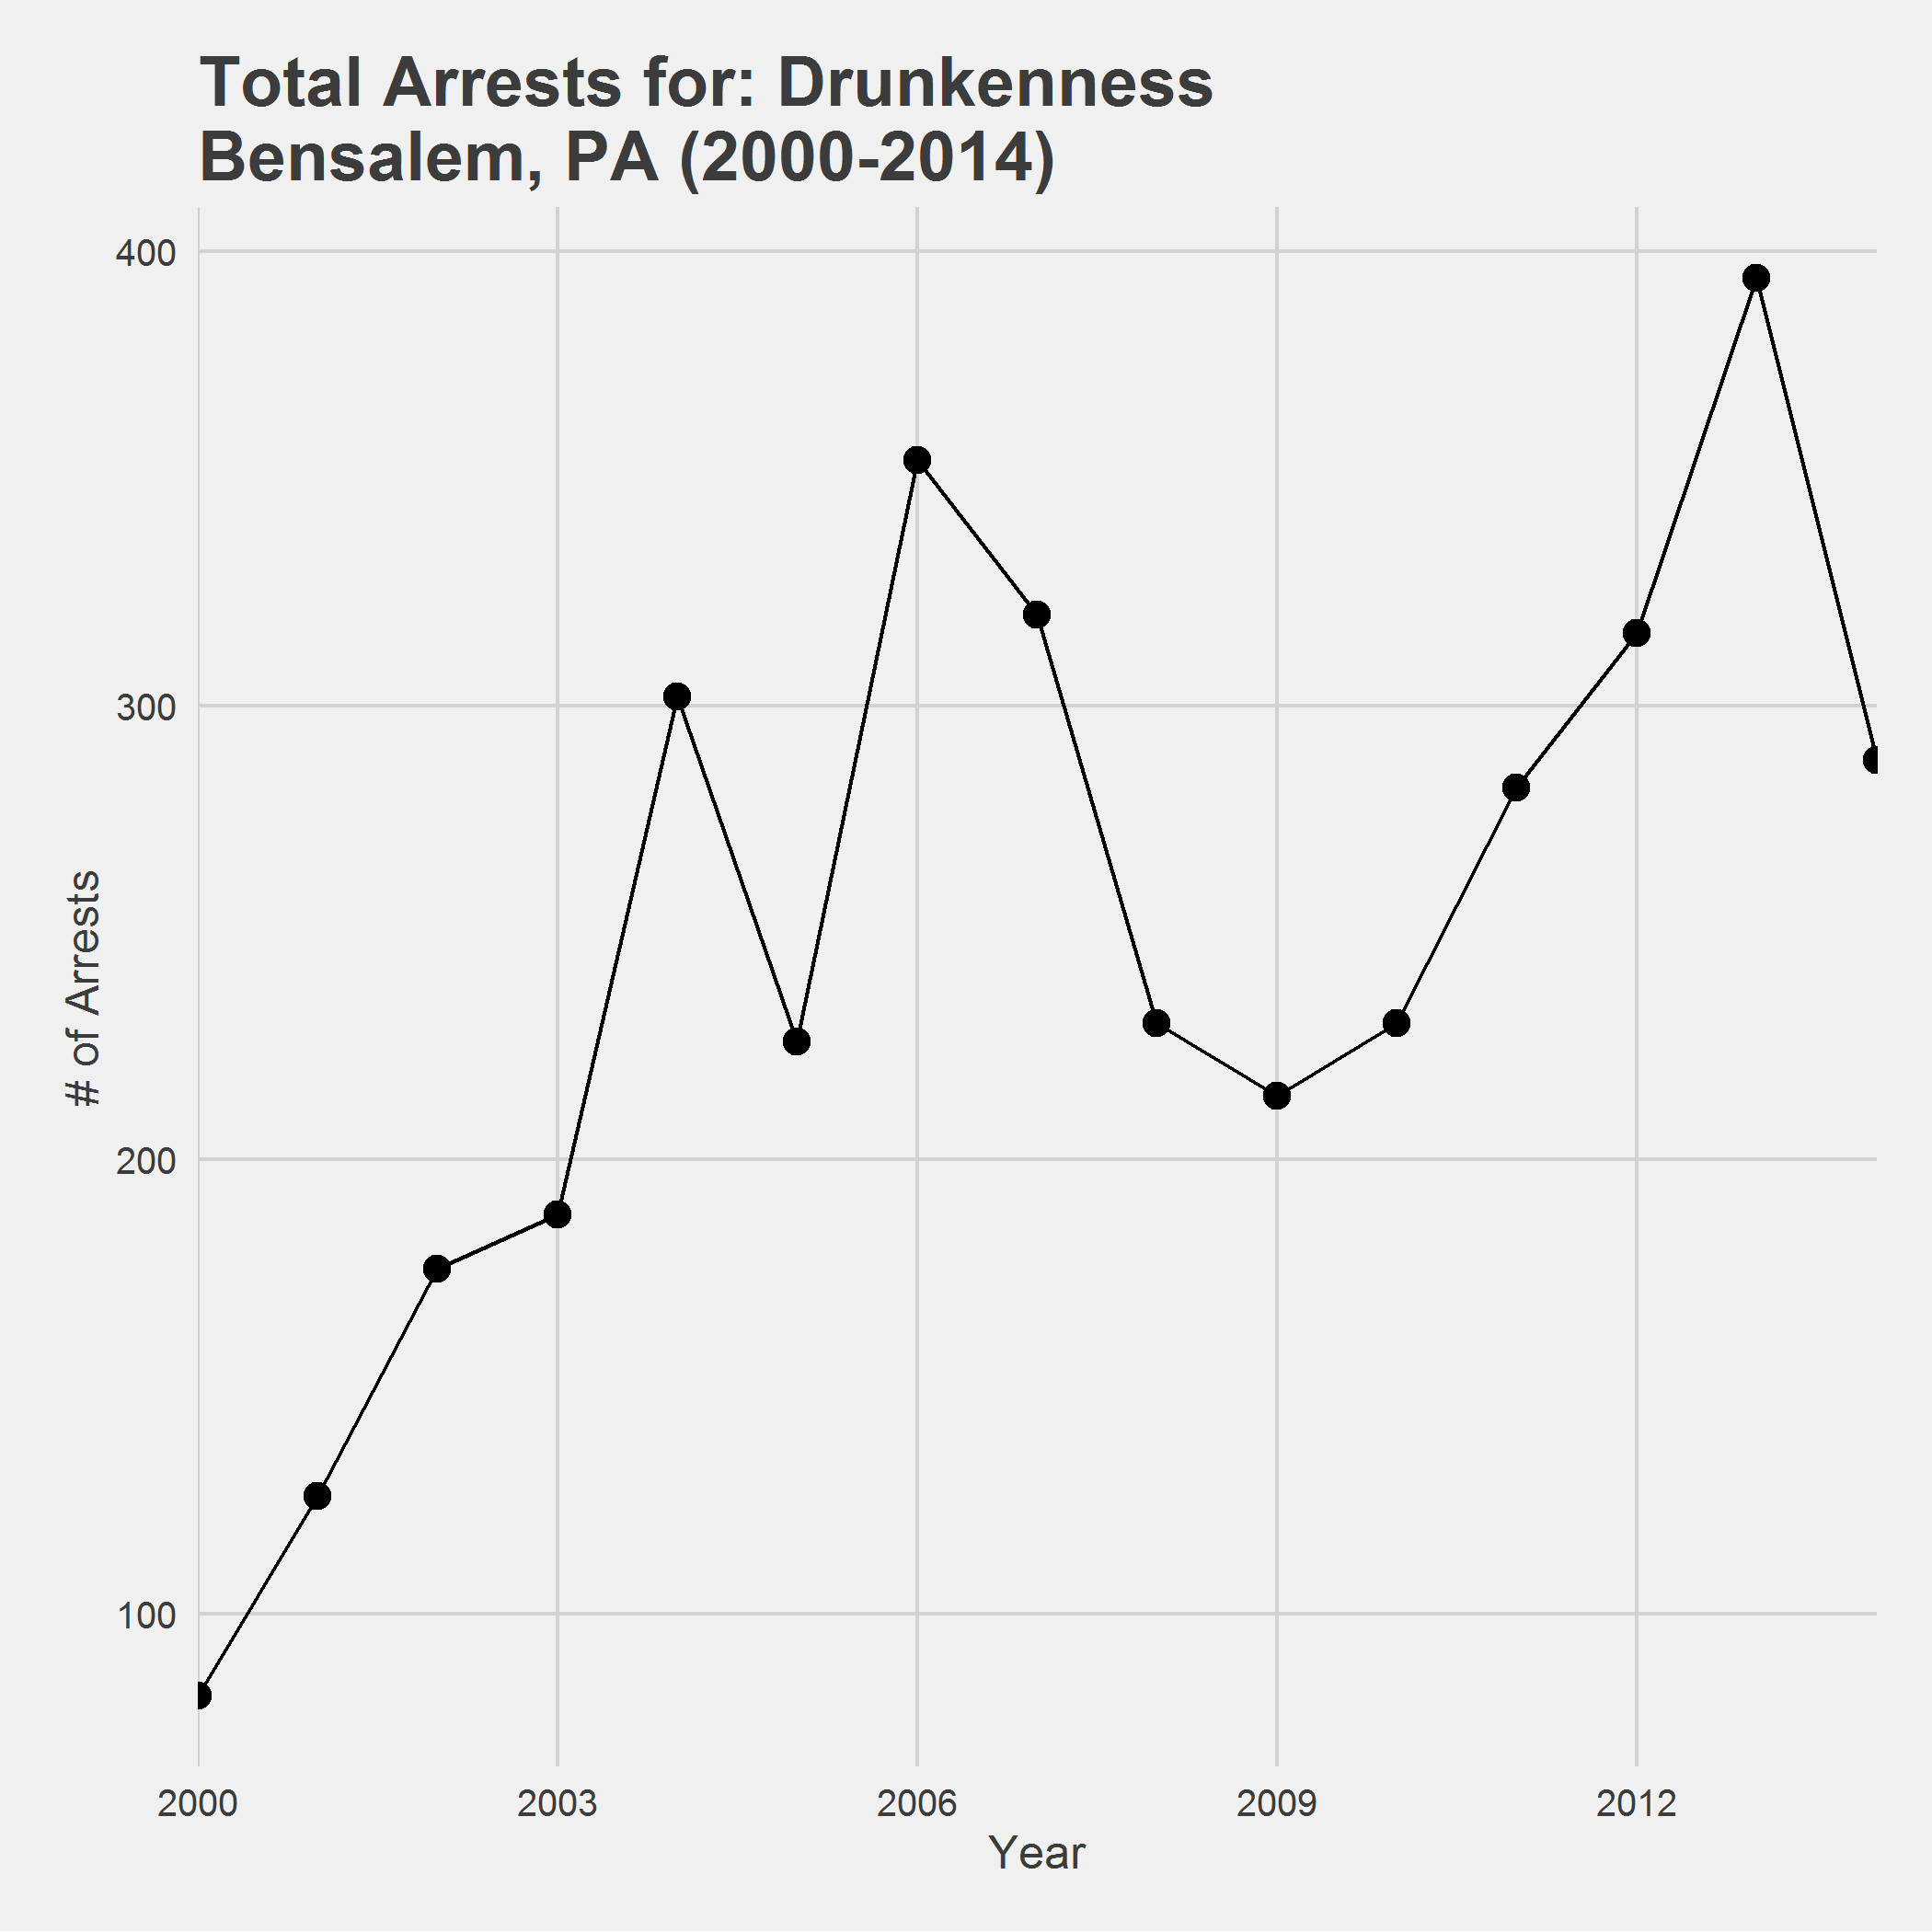 Total Arrests for: Drunkenness
Bensalem, PA (2000-2014)
400
300
200
100
# of Arrests
2000 2003 2006 2009 2012
Year